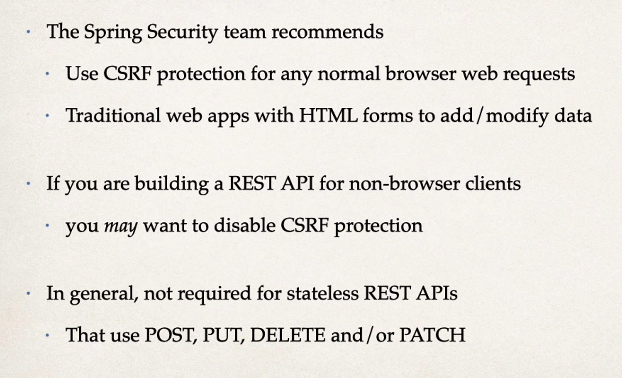 The Spring Security team recommends
Use CSRF protection for any normal browser web requests
Traditional web apps with HTML forms to add/modify data
If you are building a REST API for non-browser clients
you may want to disable CSRF protection
In general, not required for stateless REST APIs
That use POST, PUT, DELETE and/or PATCH